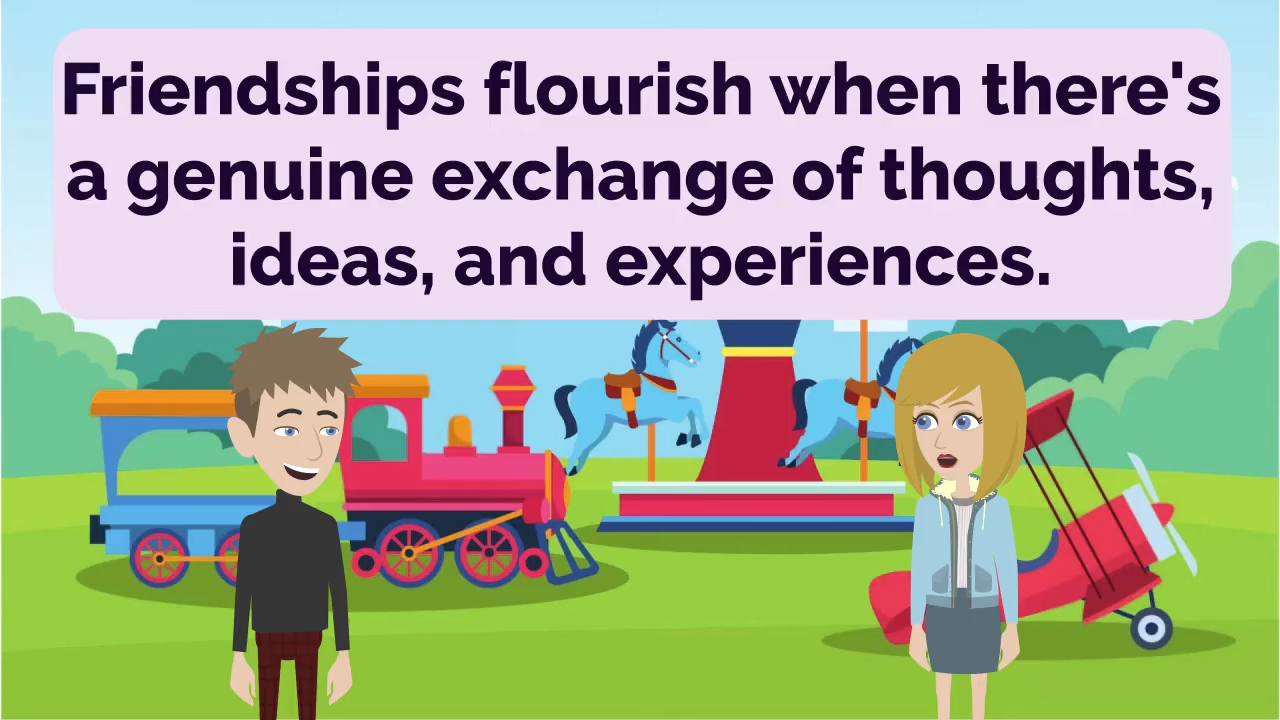 Friendships flourish when there's
a genuine exchange of thoughts,
ideas, and experiences.